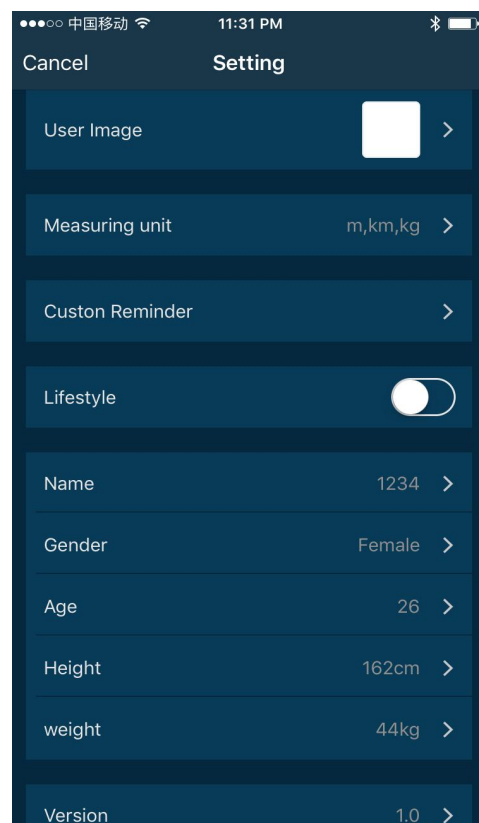 中国移动 11:31 PM
Cancel Setting
User Image
Measuring unit m,km,kg
Custon Reminder
Lifestyle
Name 1234
Gender Female
Age 26
Height 162cm
weight 44kg
Version 1.0